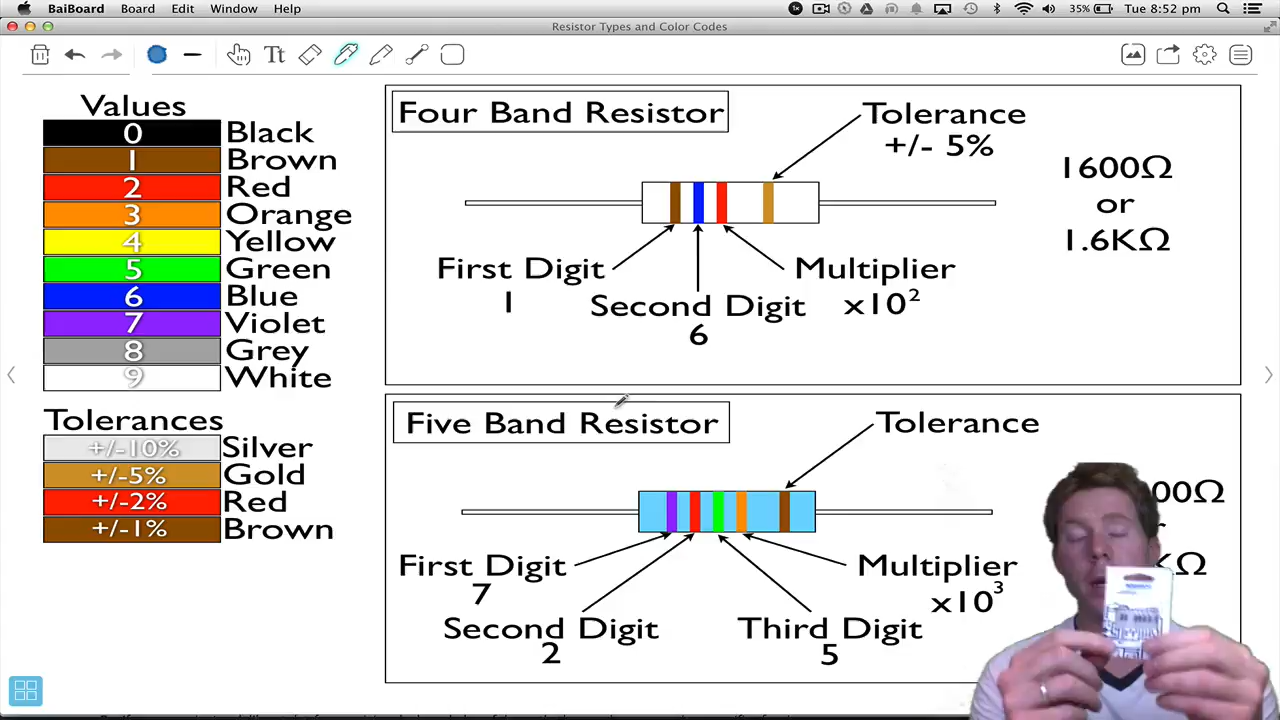 BaiBoard Board Edit Window Help 35% Tue 8:52 pm
Resistor Types and Color Codes
Tt
Values
0 Black
1 Brown
2 Red
3 Orange
4 Yellow
5 Green
6 Blue
7 Violet
8 Grey
9 White
Tolerances
+/-10% Silver
+/-5% Gold
+/-2% Red
+/-1% Brown
Four Band Resistor
Tolerance
+/- 5%
1600Ω
or
1.6KΩ
First Digit
1
Second Digit
6
Multiplier
x10²
Five Band Resistor
Tolerance
First Digit
7
Second Digit
2
Third Digit
5
Multiplier
x10³